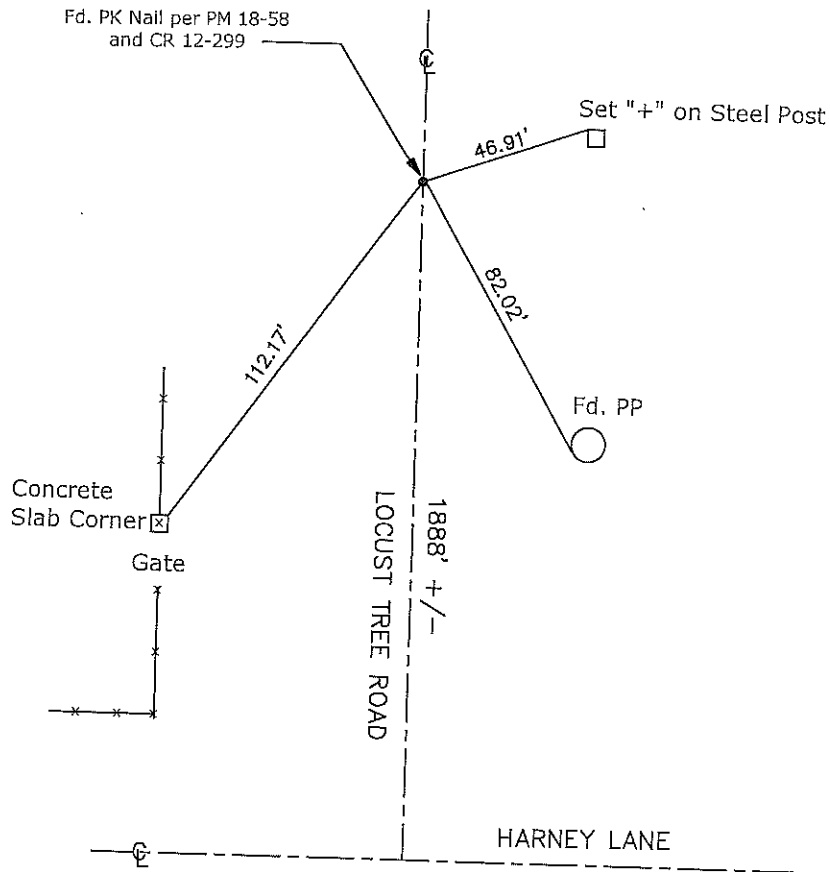 Fd. PK Nail per PM 18-58
and CR 12-299
℄
Set "+" on Steel Post
46.91'
82.02'
112.17'
Fd. PP
Concrete
Slab Corner
Gate
1888' +/-
LOCUST TREE ROAD
HARNEY LANE
℄